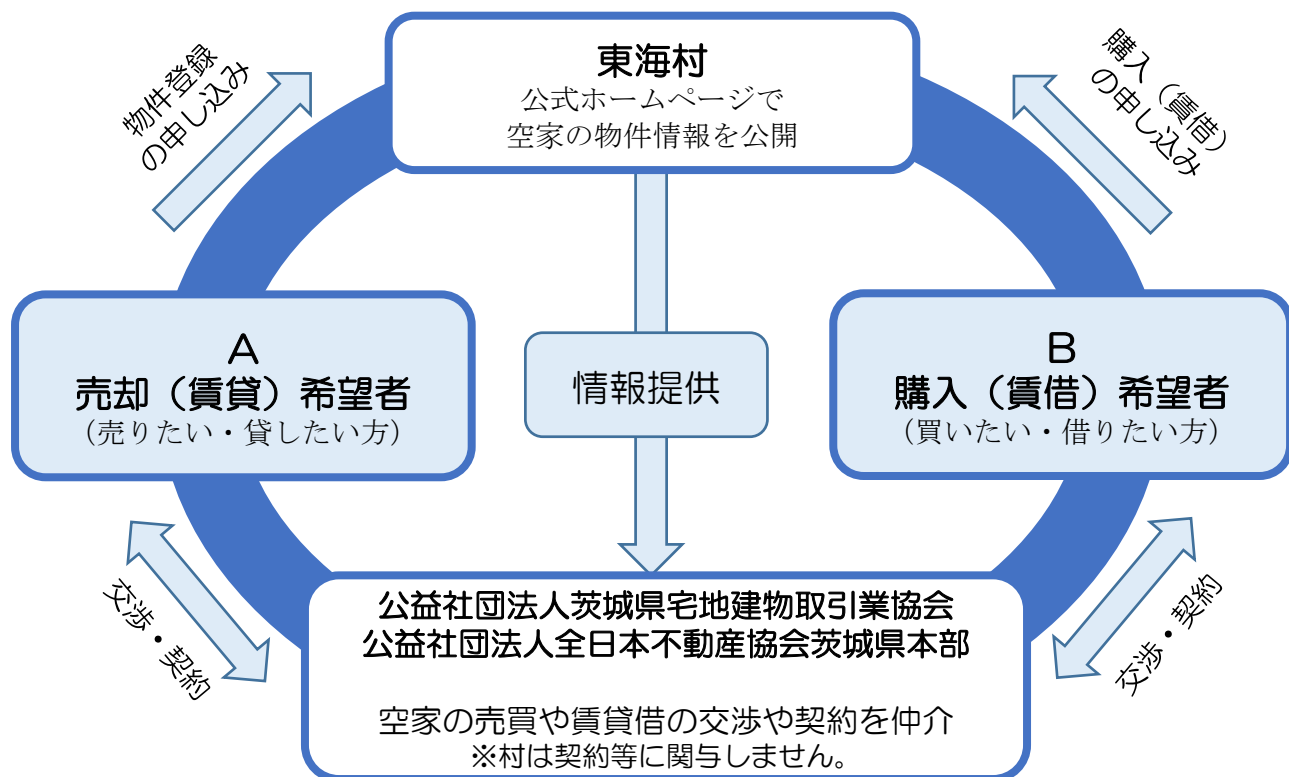 東海村
公式ホームページで
空家の物件情報を公開
物件登録
の申し込み
購入（賃借）
の申し込み
A
売却（賃貸）希望者
（売りたい・貸したい方）
情報提供
B
購入（賃借）希望者
（買いたい・借りたい方）
交渉・契約
交渉・契約
公益社団法人茨城県宅地建物取引業協会
公益社団法人全日本不動産協会茨城県本部
空家の売買や賃貸借の交渉や契約を仲介
※村は契約等に関与しません。